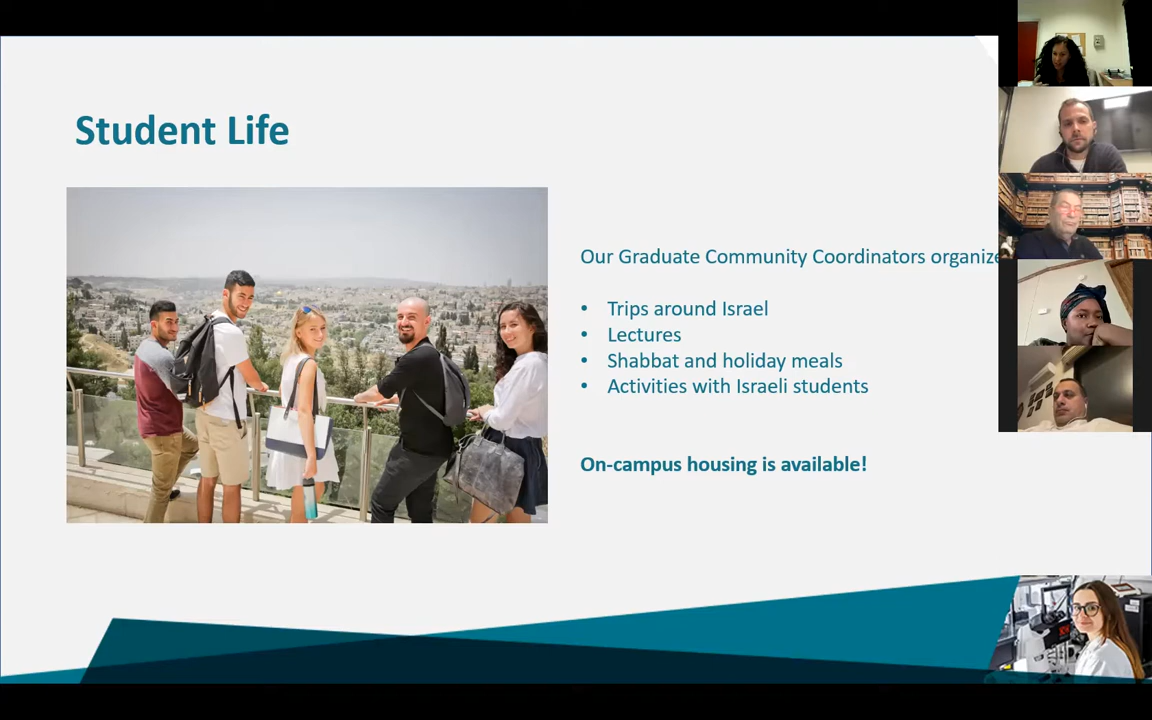 Student Life
Our Graduate Community Coordinators organize
• Trips around Israel
• Lectures
• Shabbat and holiday meals
• Activities with Israeli students
On-campus housing is available!